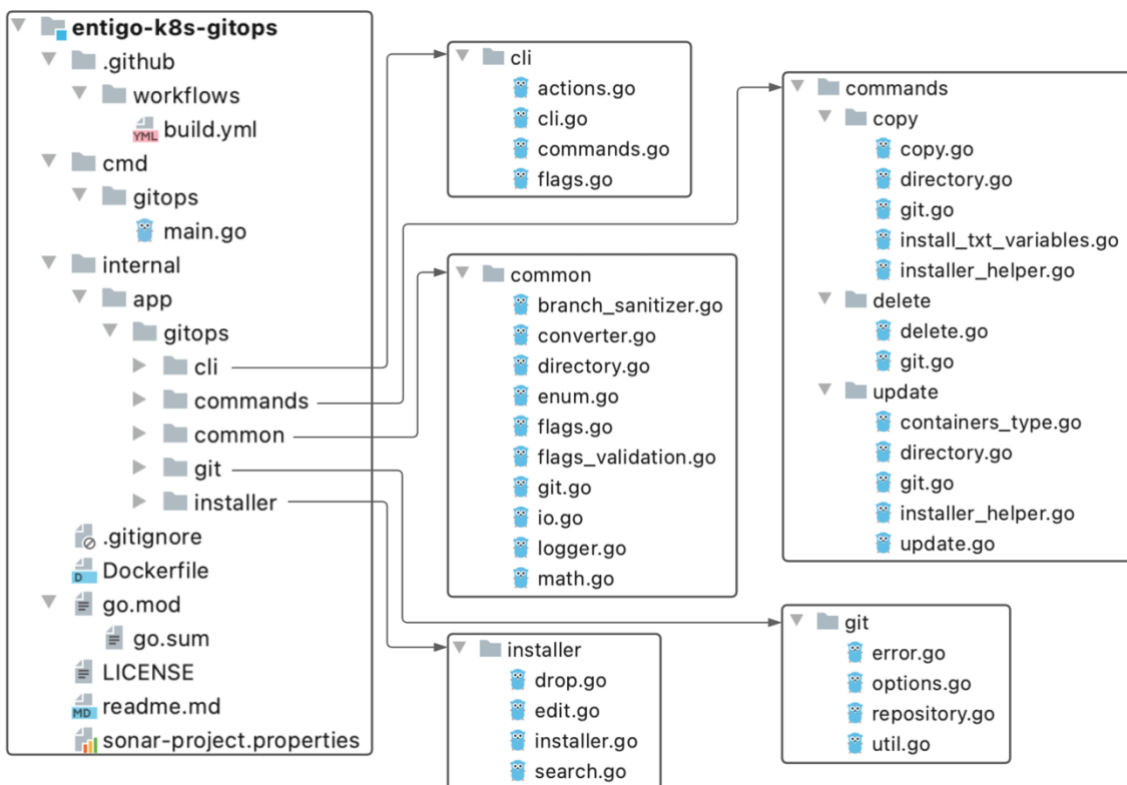 entigo-k8s-gitops
.github
workflows
YML
build.yml
cmd
gitops
main.go
internal
app
gitops
cli
commands
common
git
installer
.gitignore
D
Dockerfile
go.mod
go.sum
LICENSE
MD
readme.md
sonar-project.properties
cli
actions.go
cli.go
commands.go
flags.go
common
branch_sanitizer.go
converter.go
directory.go
enum.go
flags.go
flags_validation.go
git.go
io.go
logger.go
math.go
installer
drop.go
edit.go
installer.go
search.go
commands
copy
copy.go
directory.go
git.go
install_txt_variables.go
installer_helper.go
delete
delete.go
git.go
update
containers_type.go
directory.go
git.go
installer_helper.go
update.go
git
error.go
options.go
repository.go
util.go